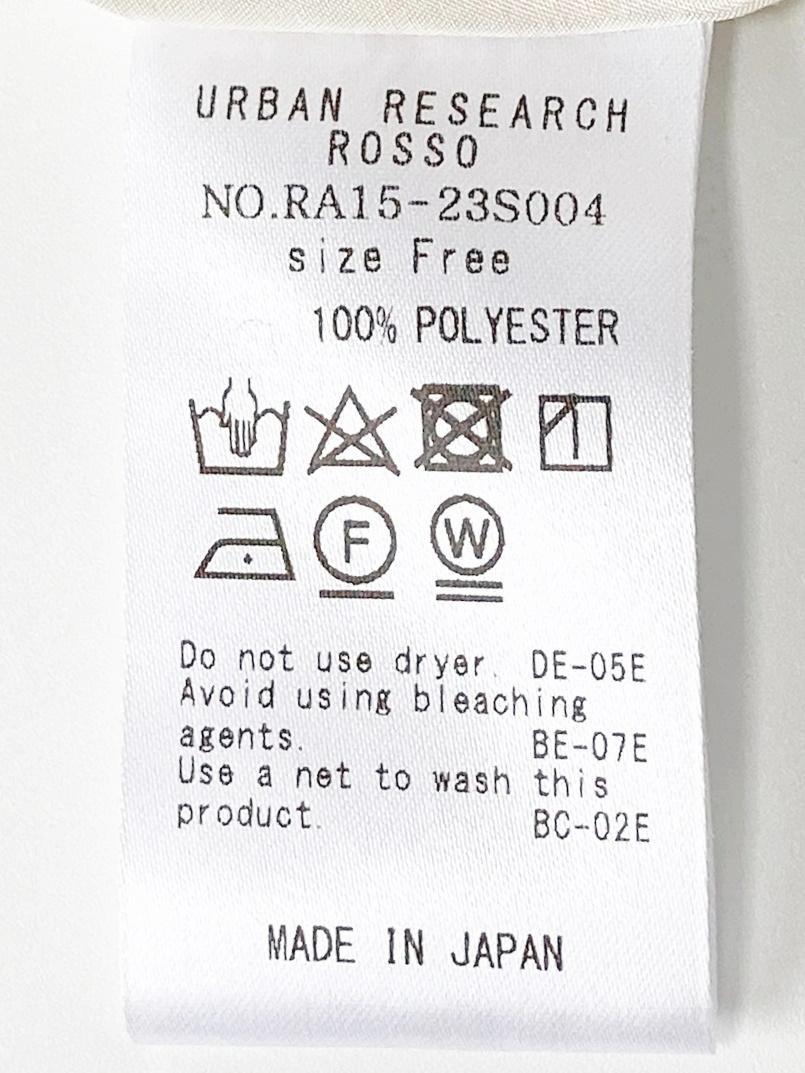 URBAN RESEARCH
ROSSO
NO.RA15-23S004
size Free
100% POLYESTER
F W
Do not use dryer. DE-05E
Avoid using bleaching
agents. BE-07E
Use a net to wash this
product. BC-02E
MADE IN JAPAN